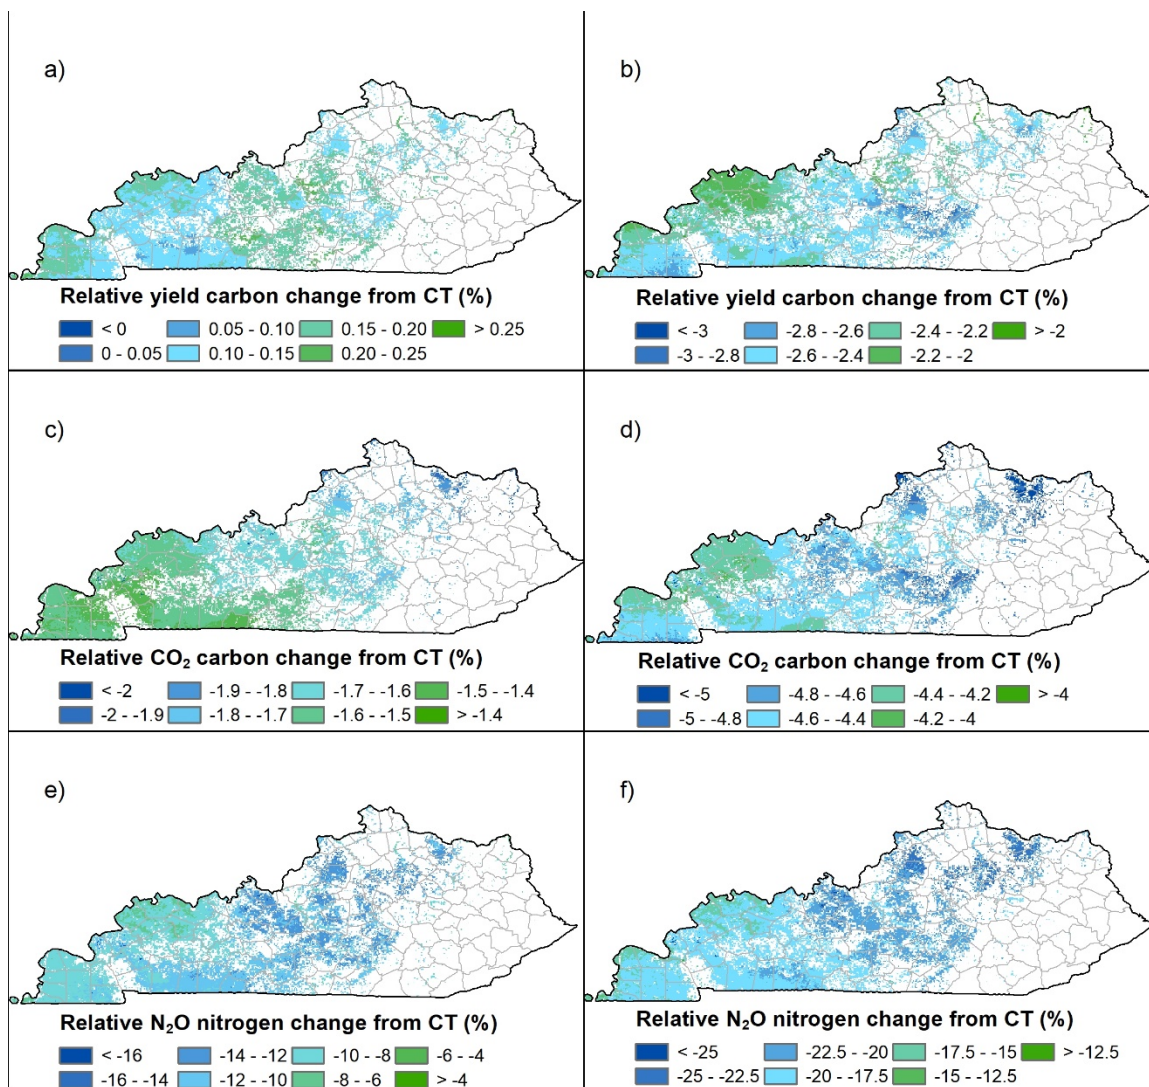 a)
Relative yield carbon change from CT (%)
< 0 0.05 - 0.10 0.15 - 0.20 > 0.25
0 - 0.05 0.10 - 0.15 0.20 - 0.25
b)
Relative yield carbon change from CT (%)
< -3 -2.8 - -2.6 -2.4 - -2.2 > -2
-3 - -2.8 -2.6 - -2.4 -2.2 - -2
c)
Relative CO₂ carbon change from CT (%)
< -2 -1.9 - -1.8 -1.7 - -1.6 -1.5 - -1.4
-2 - -1.9 -1.8 - -1.7 -1.6 - -1.5 > -1.4
d)
Relative CO₂ carbon change from CT (%)
< -5 -4.8 - -4.6 -4.4 - -4.2 > -4
-5 - -4.8 -4.6 - -4.4 -4.2 - -4
e)
Relative N₂O nitrogen change from CT (%)
< -16 -14 - -12 -10 - -8 -6 - -4
-16 - -14 -12 - -10 -8 - -6 > -4
f)
Relative N₂O nitrogen change from CT (%)
< -25 -22.5 - -20 -17.5 - -15 > -12.5
-25 - -22.5 -20 - -17.5 -15 - -12.5